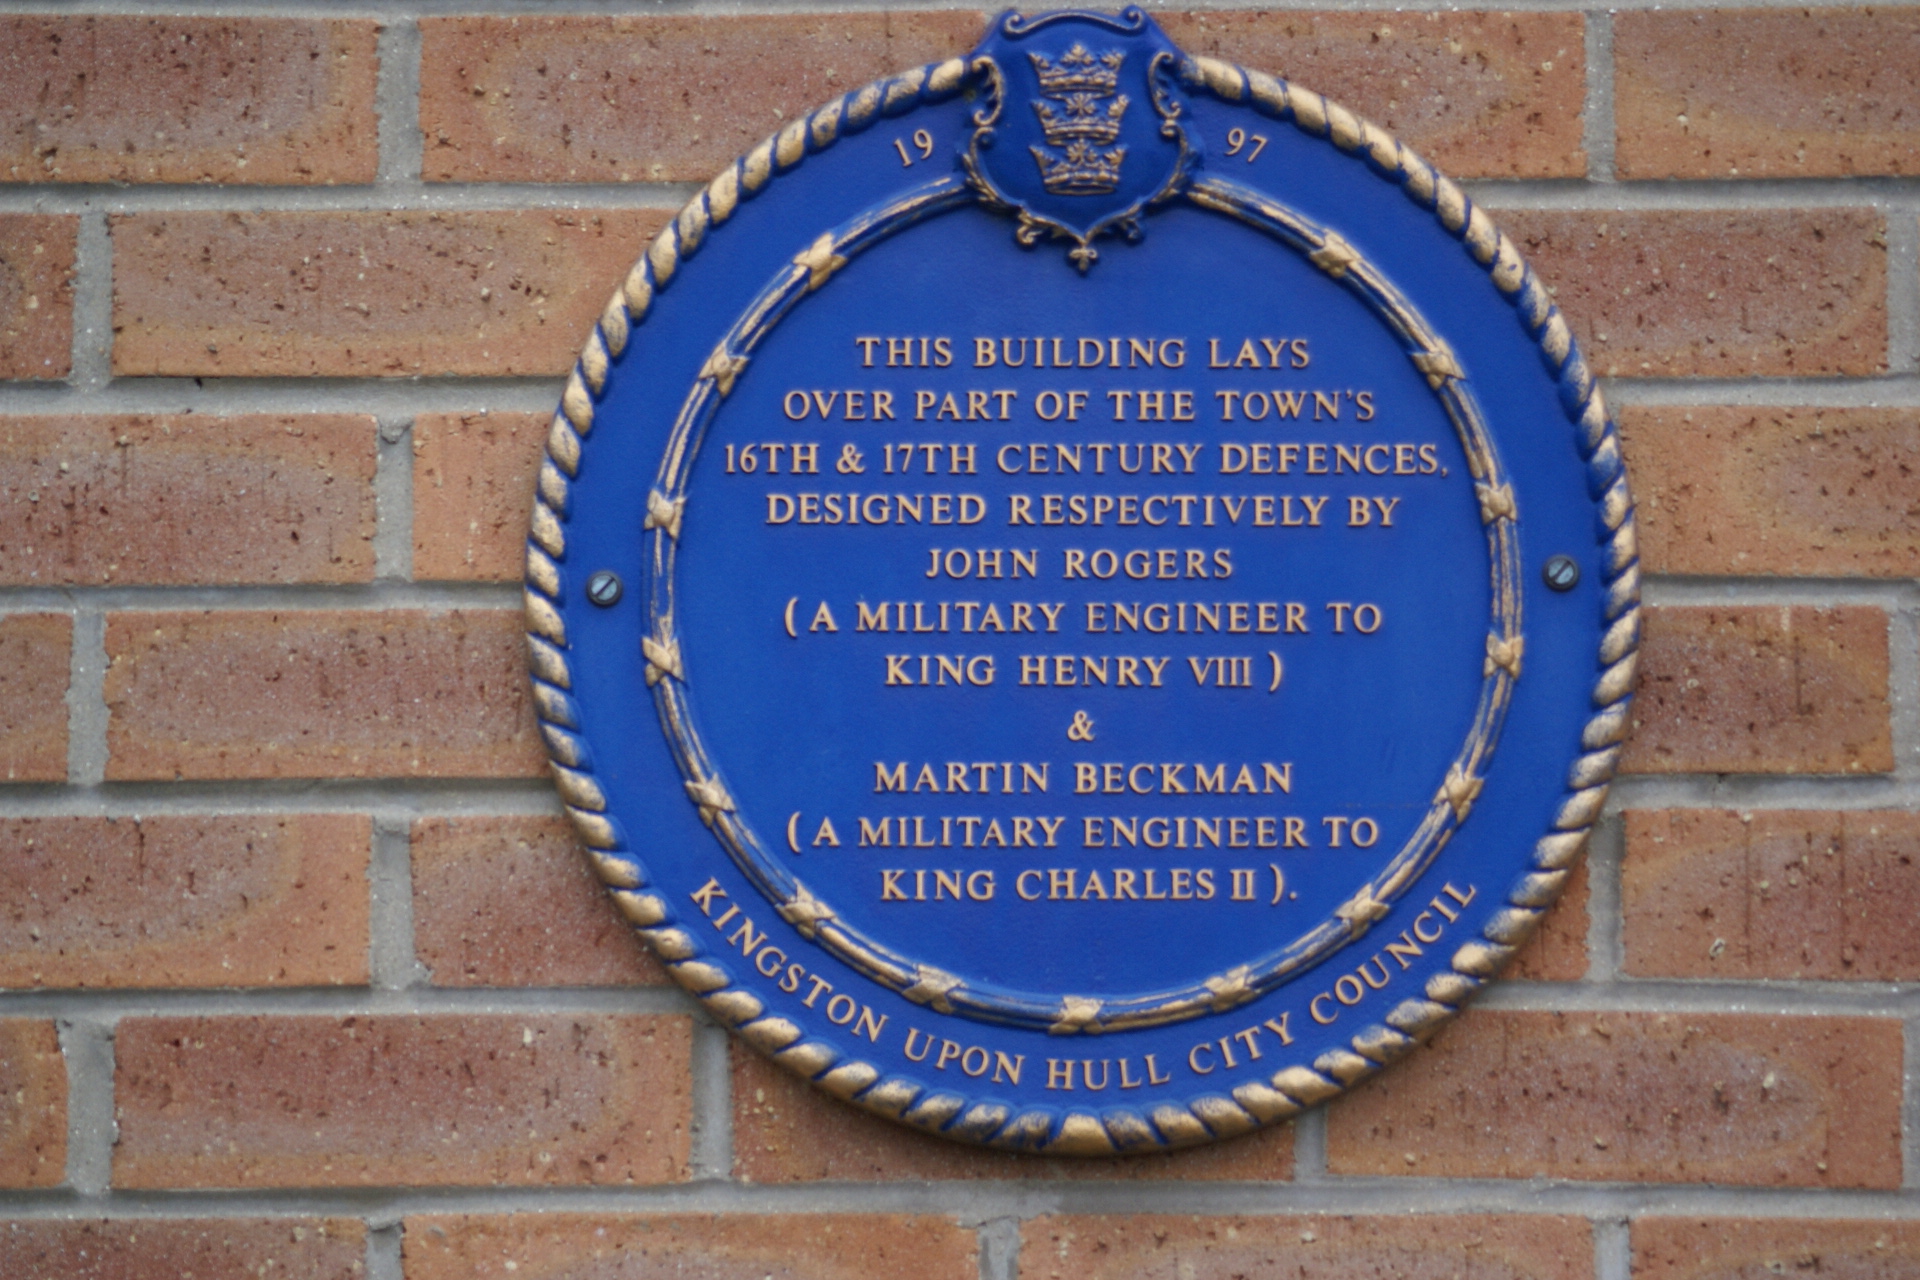 19 97
THIS BUILDING LAYS
OVER PART OF THE TOWN'S
16TH & 17TH CENTURY DEFENCES,
DESIGNED RESPECTIVELY BY
JOHN ROGERS
( A MILITARY ENGINEER TO
KING HENRY VIII )
&
MARTIN BECKMAN
( A MILITARY ENGINEER TO
KING CHARLES II ).
KINGSTON UPON HULL CITY COUNCIL